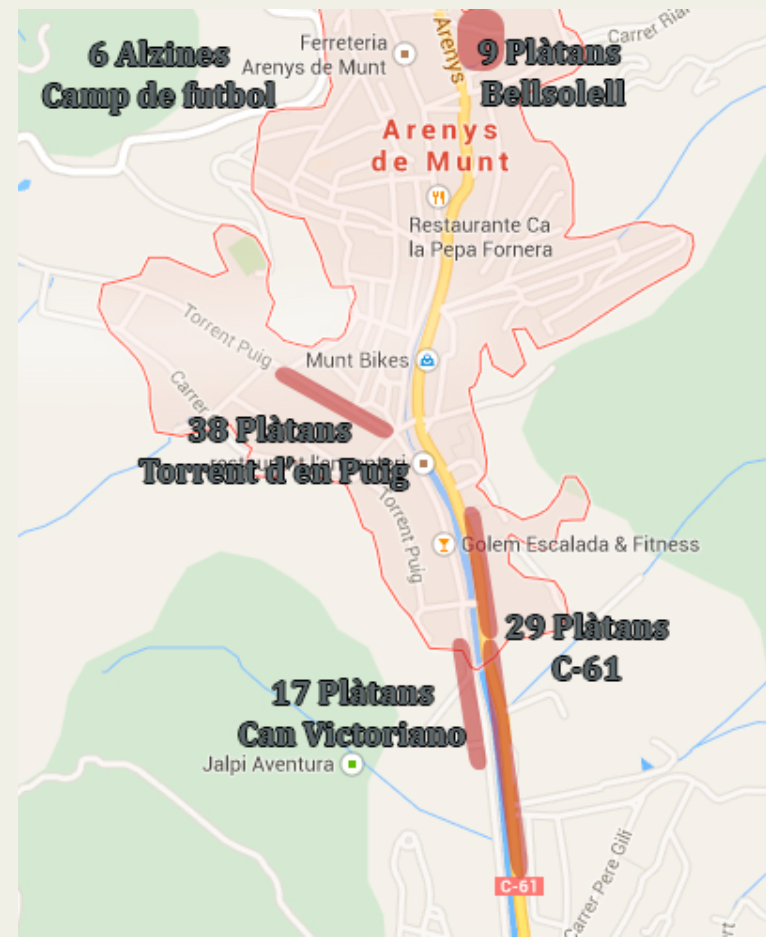 6 Alzines
Camp de futbol
Ferreteria
Arenys de Munt
Arenys
9 Plàtans
Bellsolell
Carrer Rial
Arenys
de Munt
Restaurante Ca
la Pepa Fornera
Torrent Puig
Munt Bikes
Carrer
38 Plàtans
Torrent d'en Puig
Torrent Puig
Golem Escalada & Fitness
29 Plàtans
C-61
17 Plàtans
Can Victoriano
Jalpi Aventura
C-61
Carrer Pere Gili